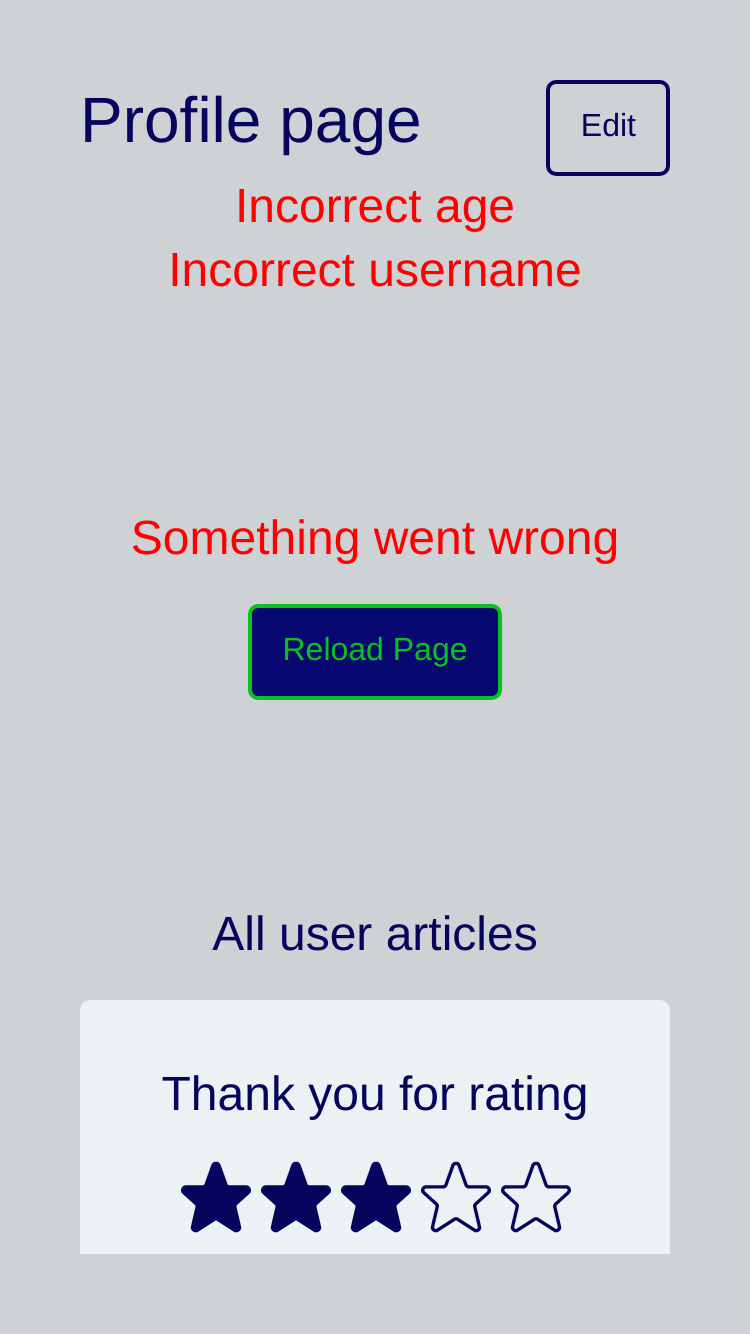 Profile page
Edit
Incorrect age
Incorrect username
Something went wrong
Reload Page
All user articles
Thank you for rating